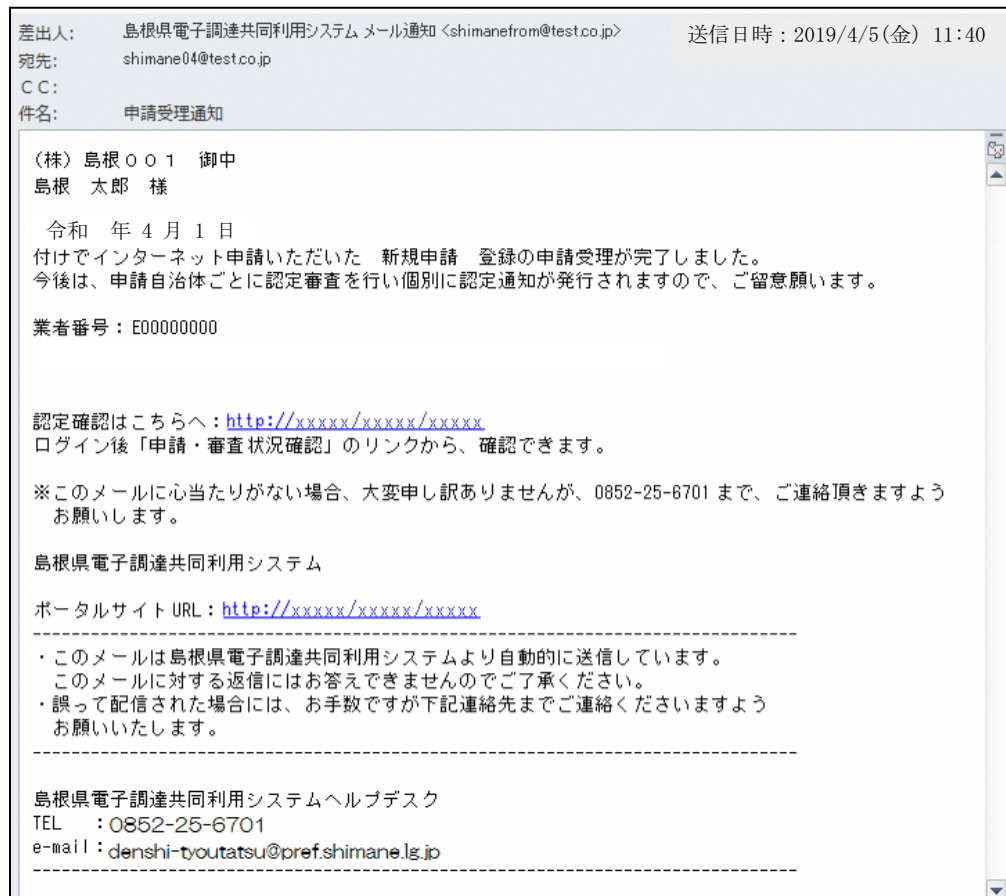 差出人: 島根県電子調達共同利用システム メール通知 <shimanefrom@test.co.jp> 送信日時：2019/4/5(金) 11:40
宛先: shimane04@test.co.jp
ＣＣ:
件名: 申請受理通知
（株）島根００１　御中
島根　太郎　様
令和　年 4 月 1 日
付けでインターネット申請いただいた　新規申請　登録の申請受理が完了しました。
今後は、申請自治体ごとに認定審査を行い個別に認定通知が発行されますので、ご留意願います。
業者番号：E00000000
認定確認はこちらへ：http://xxxxx/xxxxx/xxxxx
ログイン後「申請・審査状況確認」のリンクから、確認できます。
※このメールに心当たりがない場合、大変申し訳ありませんが、0852-25-6701 まで、ご連絡頂きますよう
お願いします。
島根県電子調達共同利用システム
ポータルサイト URL：http://xxxxx/xxxxx/xxxxx
--------------------------------------------------------------------------------
・このメールは島根県電子調達共同利用システムより自動的に送信しています。
このメールに対する返信にはお答えできませんのでご了承ください。
・誤って配信された場合には、お手数ですが下記連絡先までご連絡くださいますよう
お願いいたします。
--------------------------------------------------------------------------------
島根県電子調達共同利用システムヘルプデスク
TEL　：0852-25-6701
e-mail：denshi-tyoutatsu@pref.shimane.lg.jp
--------------------------------------------------------------------------------